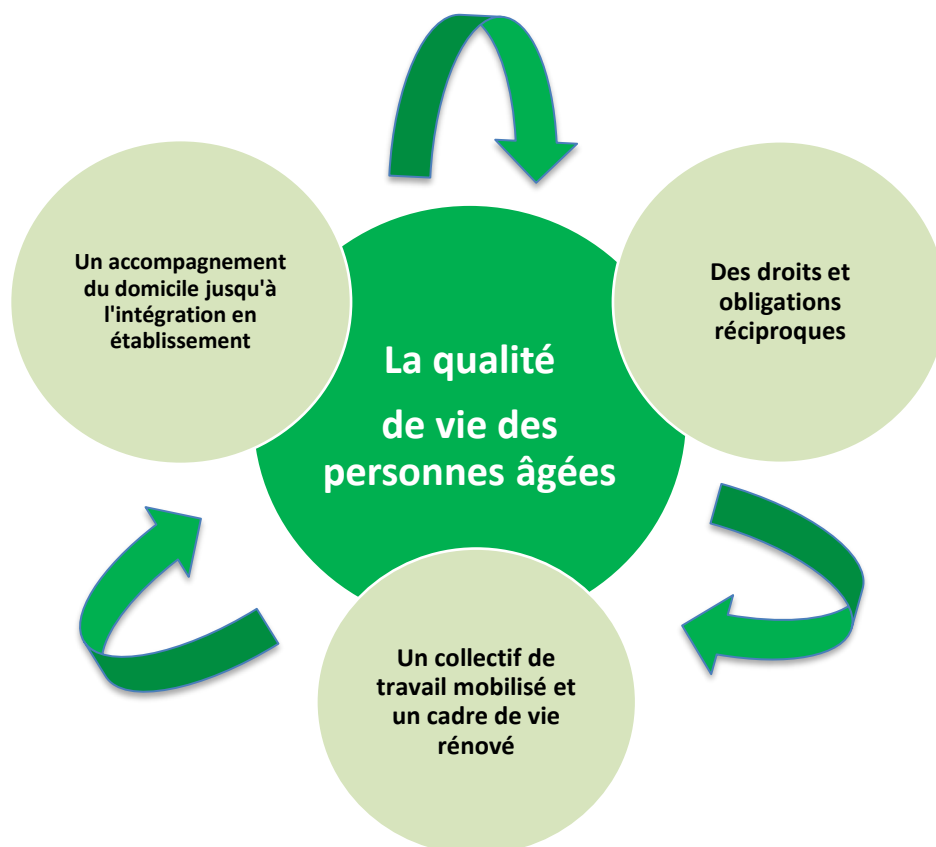 Un accompagnement
du domicile jusqu'à
l'intégration en
établissement
Des droits et
obligations
réciproques
La qualité
de vie des
personnes âgées
Un collectif de
travail mobilisé et
un cadre de vie
rénové